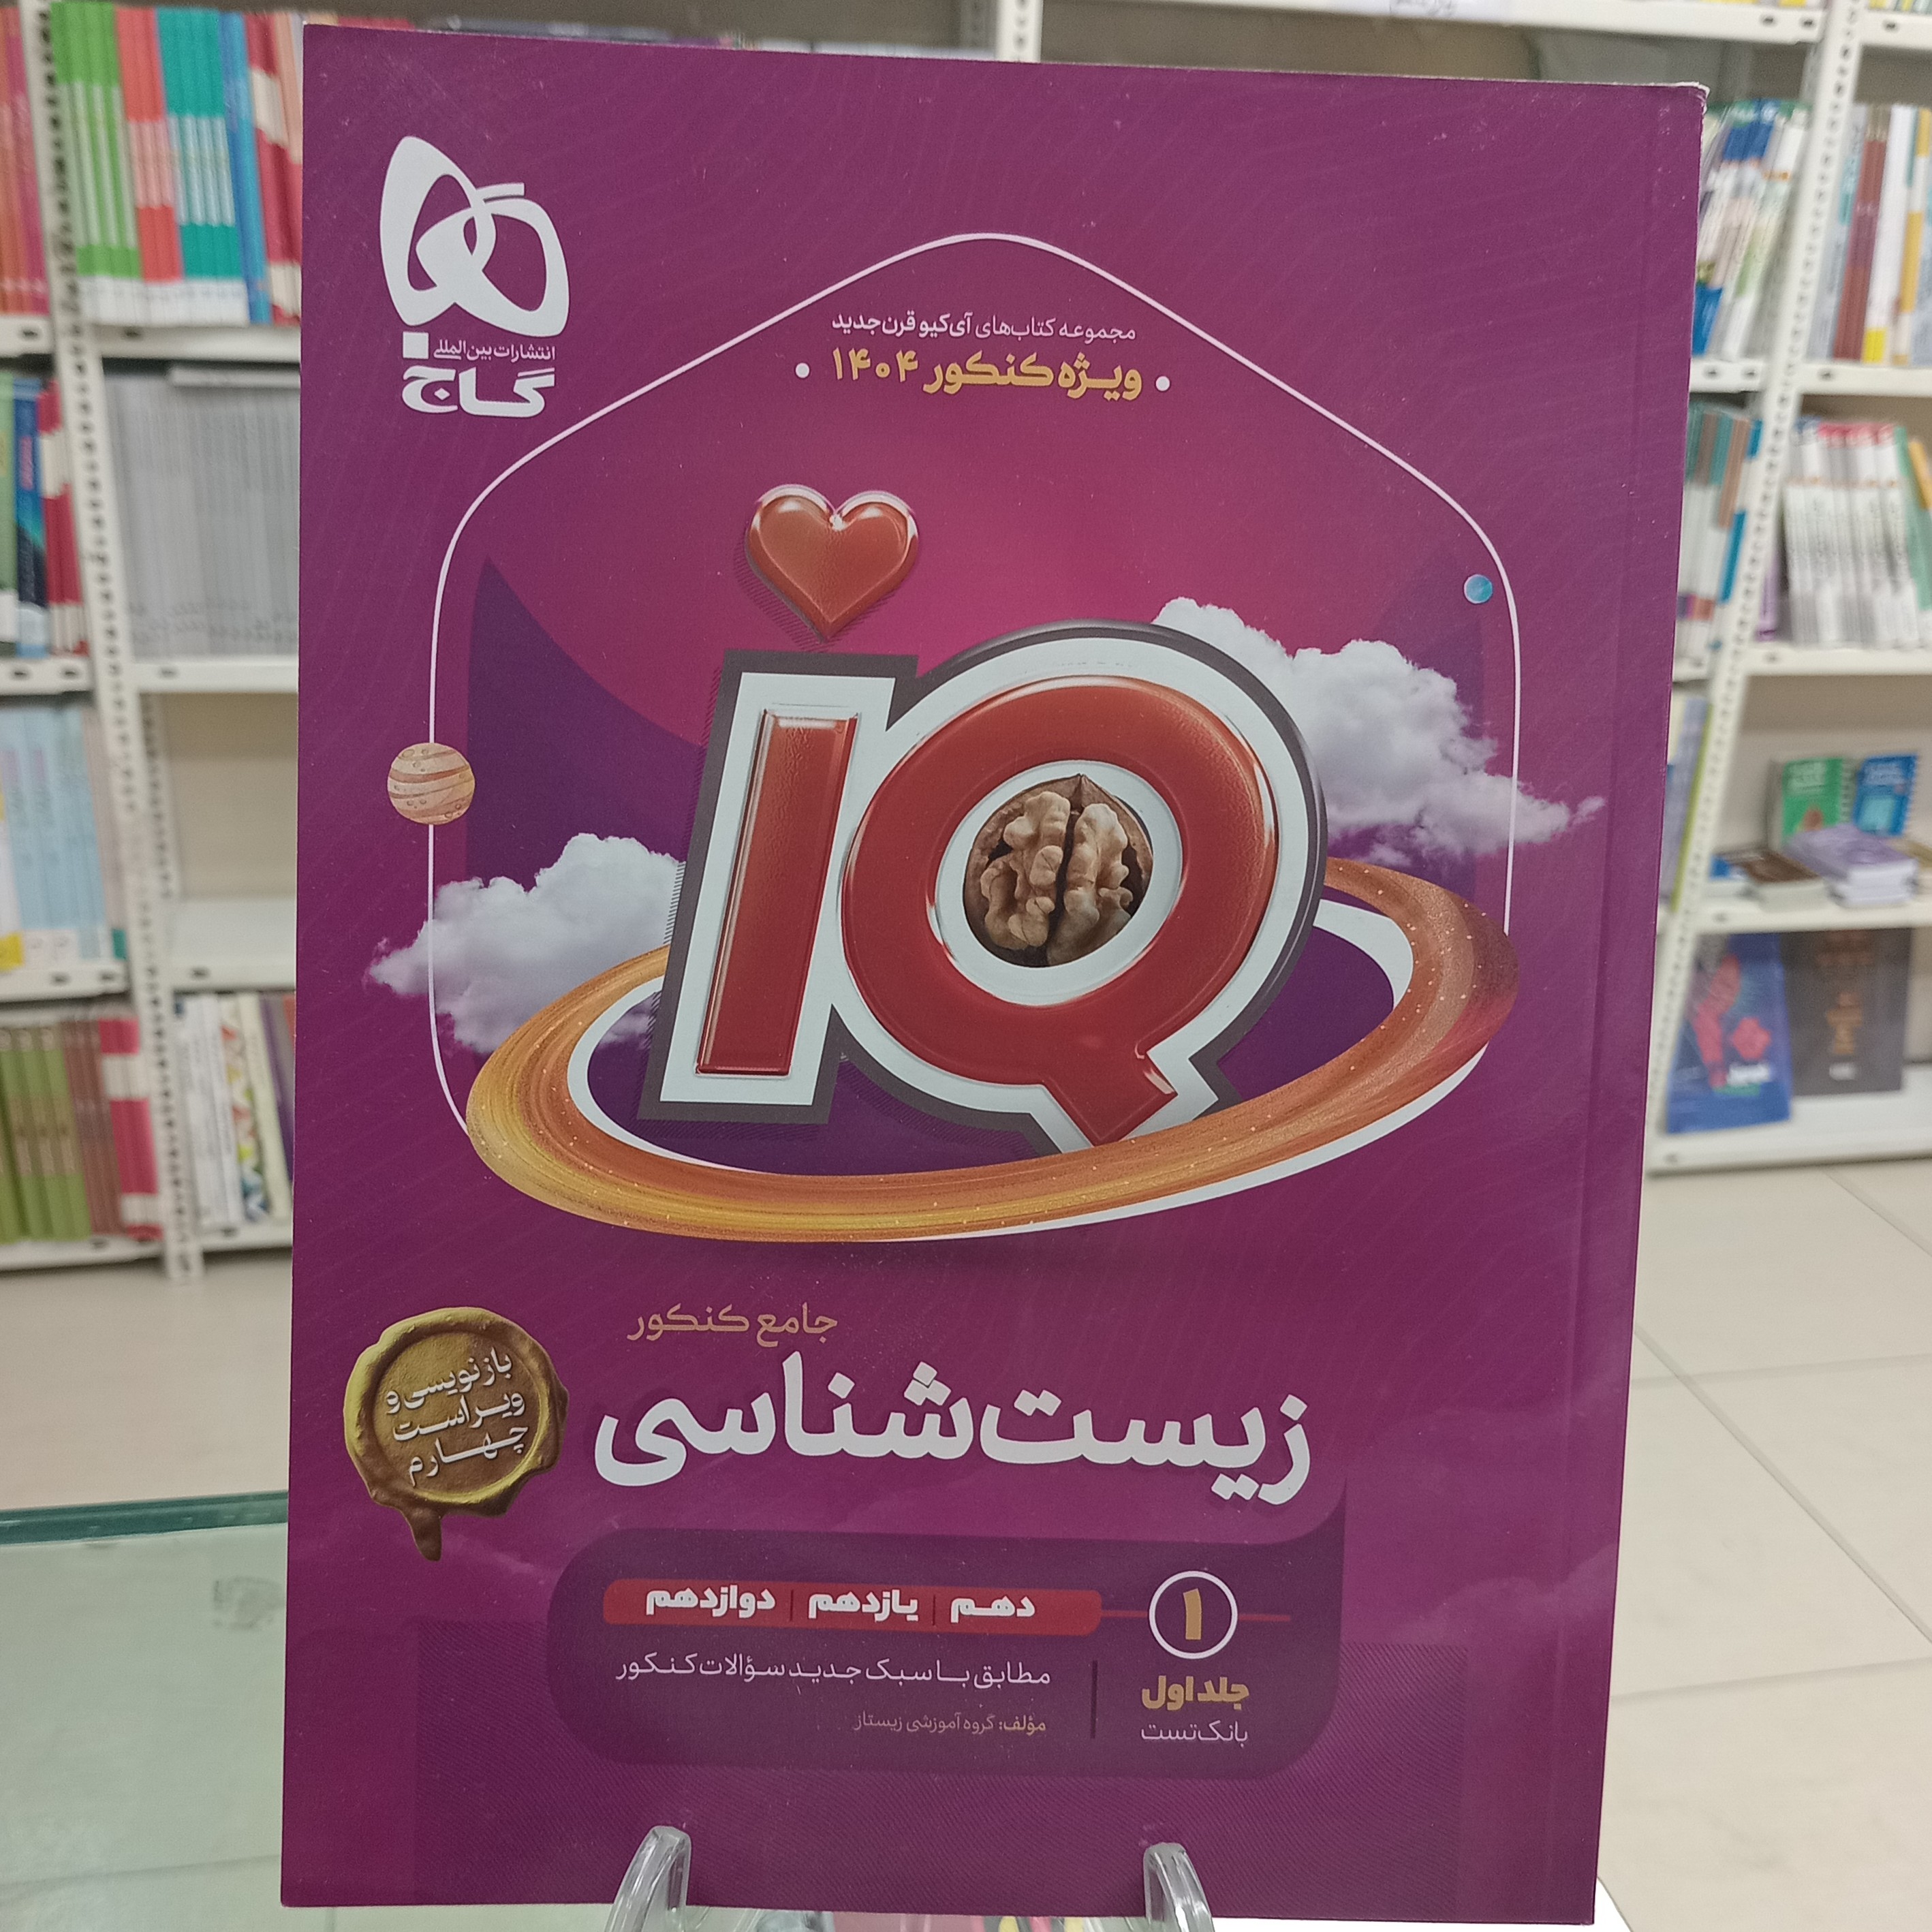 انتشارات بین‌المللی
گاج
مجموعه کتاب‌های آی‌کیو قرن جدید
• ویژه کنکور ۱۴۰۴ •
IQ
جامع کنکور
زیست‌شناسی
بازنویسی و
ویراست
چهارم
۱
دهم | یازدهم | دوازدهم
جلد اول
بانک تست
مطابق با سبک جدید سؤالات کنکور
مؤلف: گروه آموزشی زیستاز